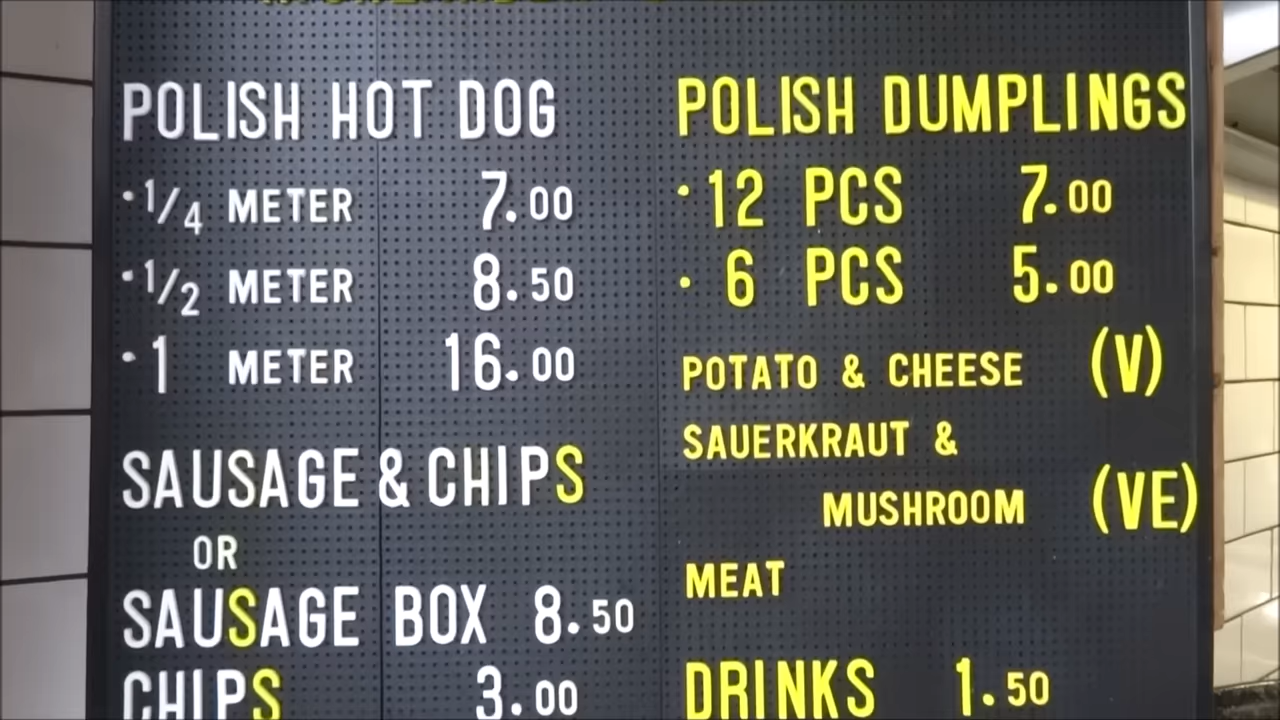 POLISH HOT DOG
·1/4 METER 7.00
·1/2 METER 8.50
·1 METER 16.00
SAUSAGE & CHIPS
OR
SAUSAGE BOX 8.50
CHIPS 3.00
POLISH DUMPLINGS
·12 PCS 7.00
·6 PCS 5.00
POTATO & CHEESE (V)
SAUERKRAUT &
MUSHROOM (VE)
MEAT
DRINKS 1.50